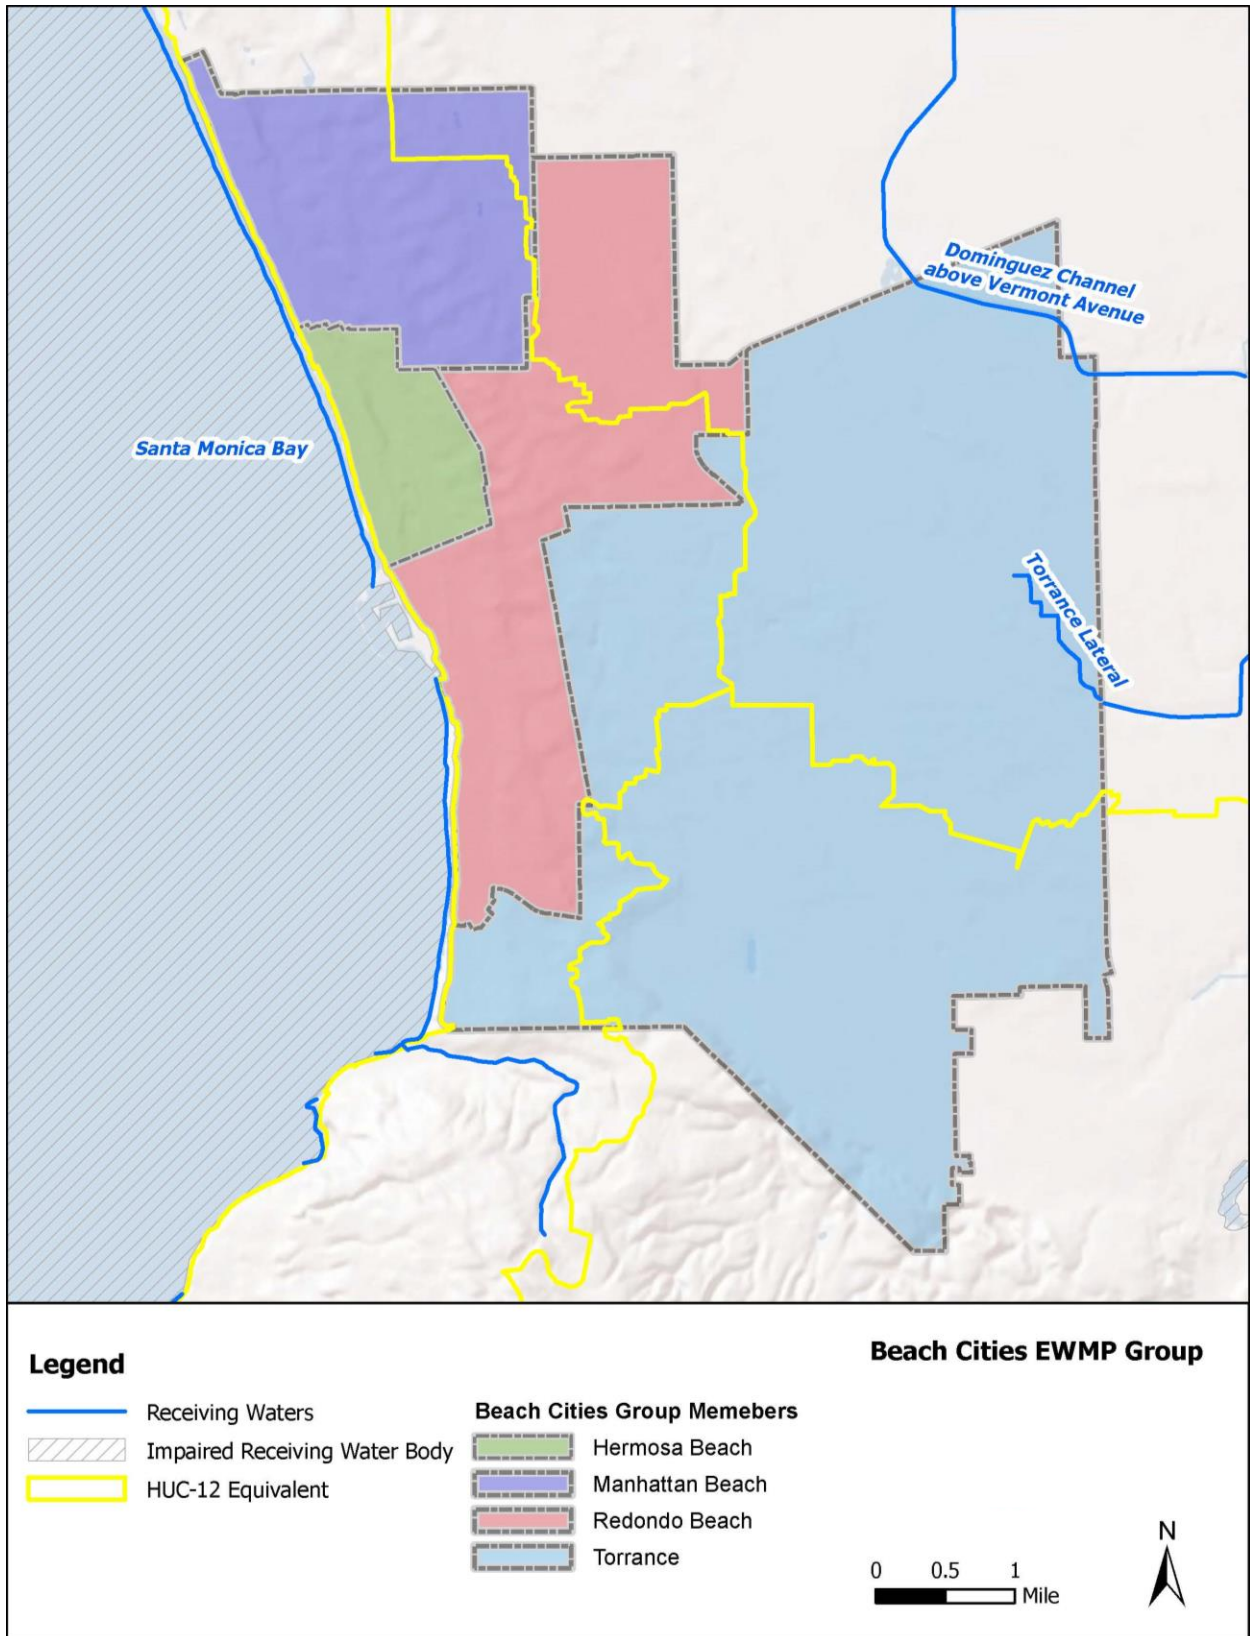 Dominguez Channel
above Vermont Avenue
Santa Monica Bay
Torrance Lateral
Legend
Receiving Waters
Impaired Receiving Water Body
HUC-12 Equivalent
Beach Cities Group Memebers
Hermosa Beach
Manhattan Beach
Redondo Beach
Torrance
Beach Cities EWMP Group
0 0.5 1
Mile
N